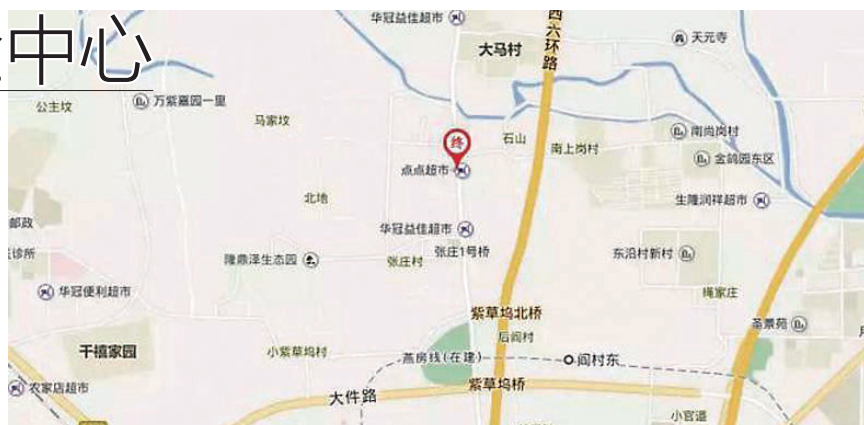 中心
华冠益佳超市
西六环路
大马村
天元寺
公主坟
万紫嘉园一里
马家坟
终
石山
南上岗村
南尚岗村
金鸽园东区
点点超市
北地
生隆润祥超市
邮政
诊所
华冠益佳超市
张庄1号桥
隆鼎泽生态园
张庄村
东沿村新村
绳家庄
华冠便利超市
紫草坞北桥
圣景苑
千禧家园
小紫草坞村
后阎村
燕房线(在建)
阎村东
农家店超市
大件路
紫草坞桥
小官道